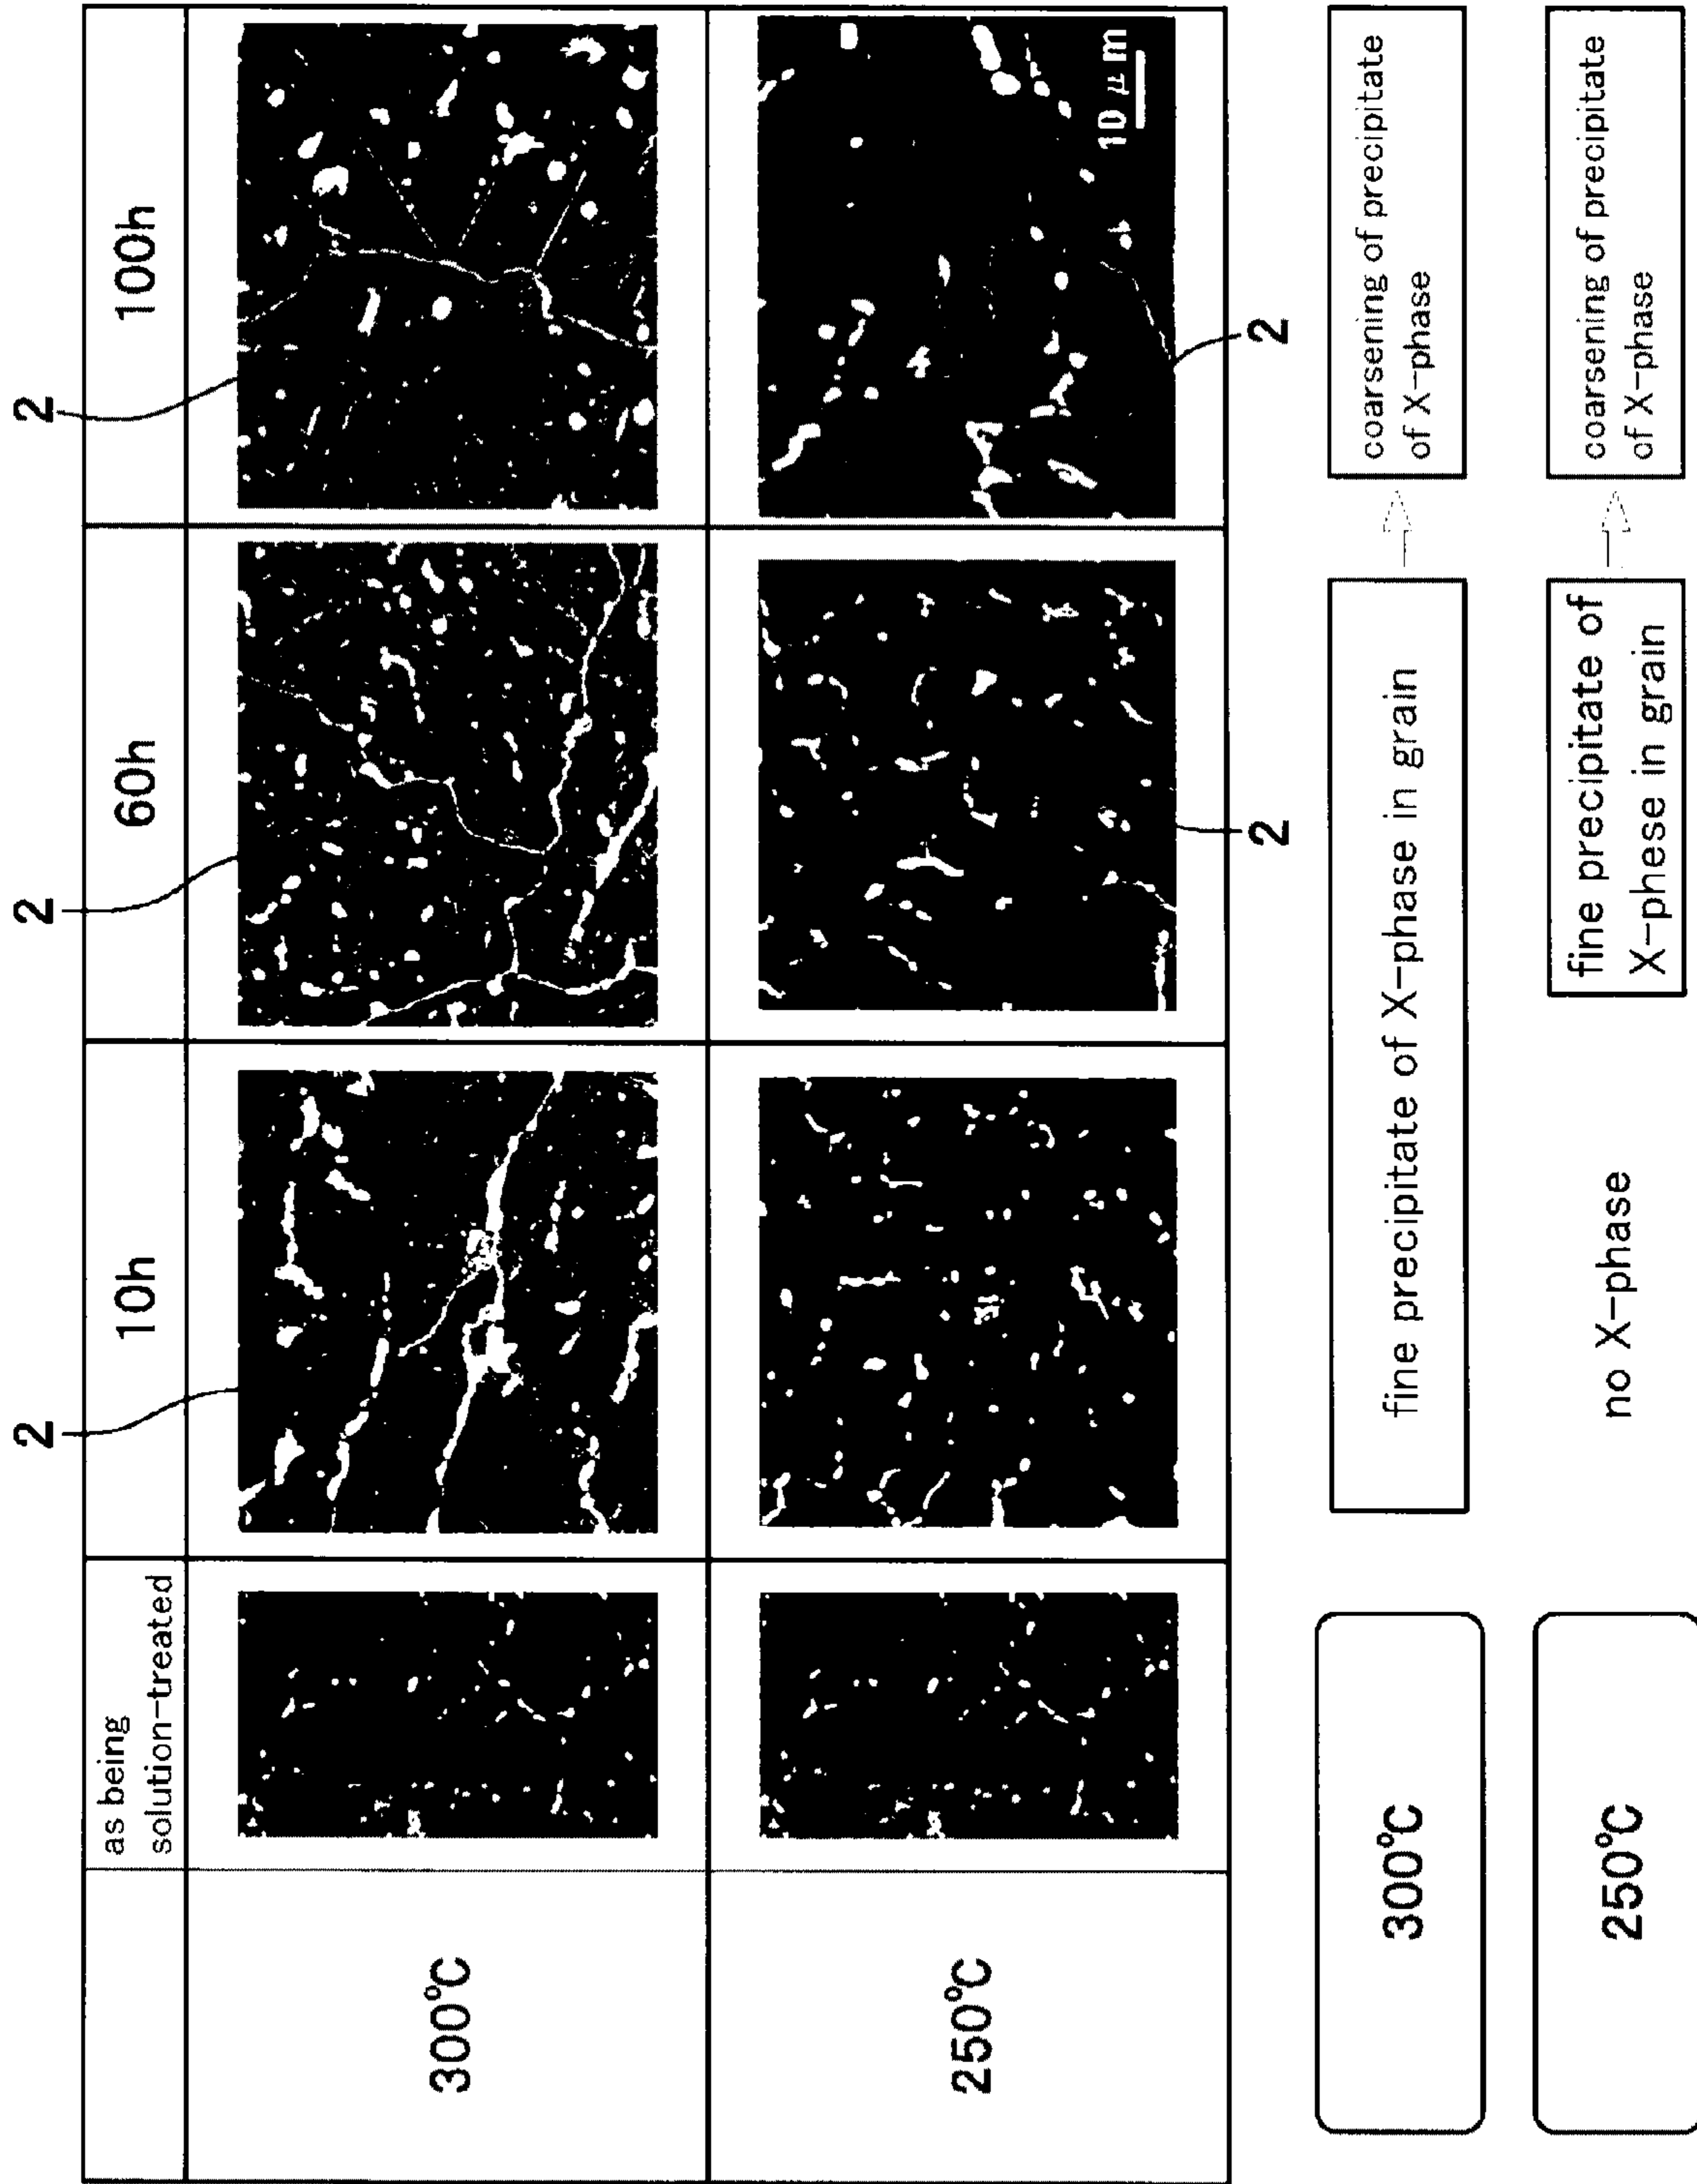 2
2
2
as being
solution-treated
10h
60h
100h
300℃
10 μ m
250℃
2
2
300℃
fine precipitate of X-phase in grain
coarsening of precipitate
of X-phase
250℃
no X-phase
fine precipitate of
X-phese in grain
coarsening of precipitate
of X-phase